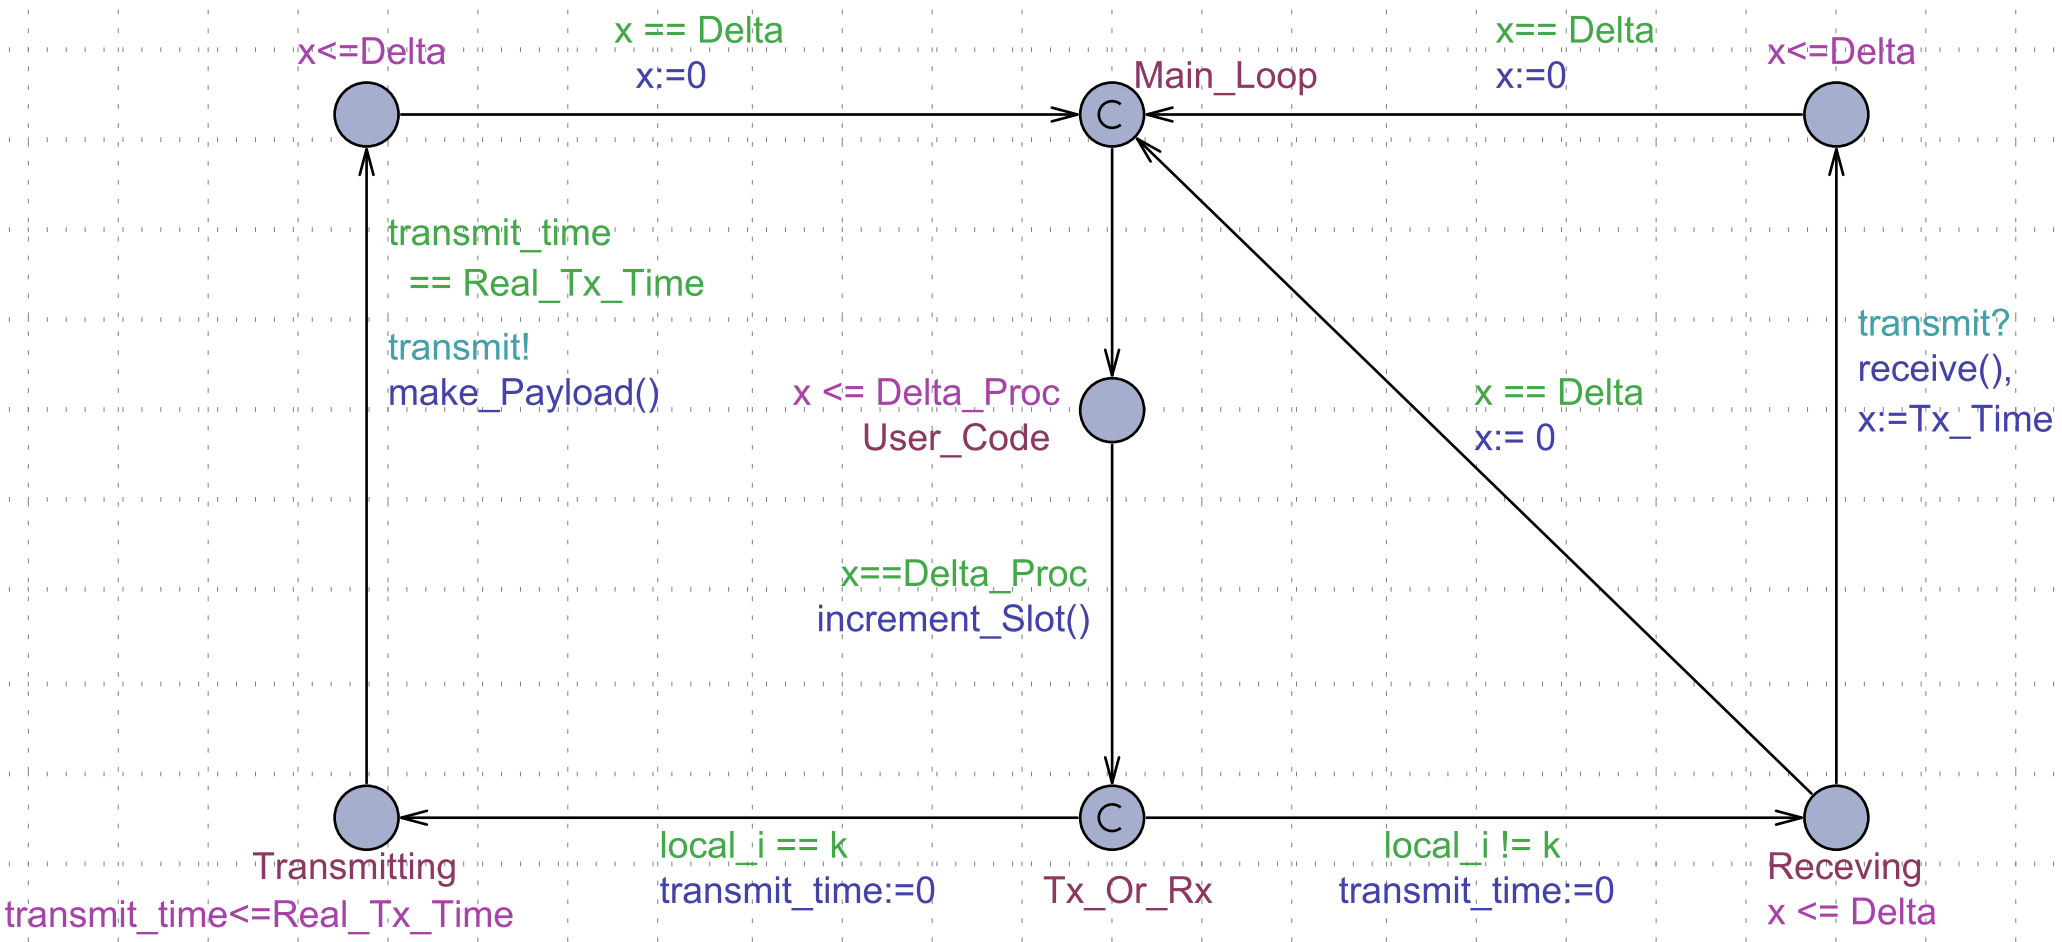 x == Delta
x:=0
x<=Delta
Main_Loop
x== Delta
x:=0
x<=Delta
C
transmit_time
== Real_Tx_Time
transmit!
make_Payload()
x <= Delta_Proc
User_Code
x == Delta
x:= 0
transmit?
receive(),
x:=Tx_Time
x==Delta_Proc
increment_Slot()
C
Transmitting
transmit_time<=Real_Tx_Time
local_i == k
transmit_time:=0
Tx_Or_Rx
local_i != k
transmit_time:=0
Receving
x <= Delta